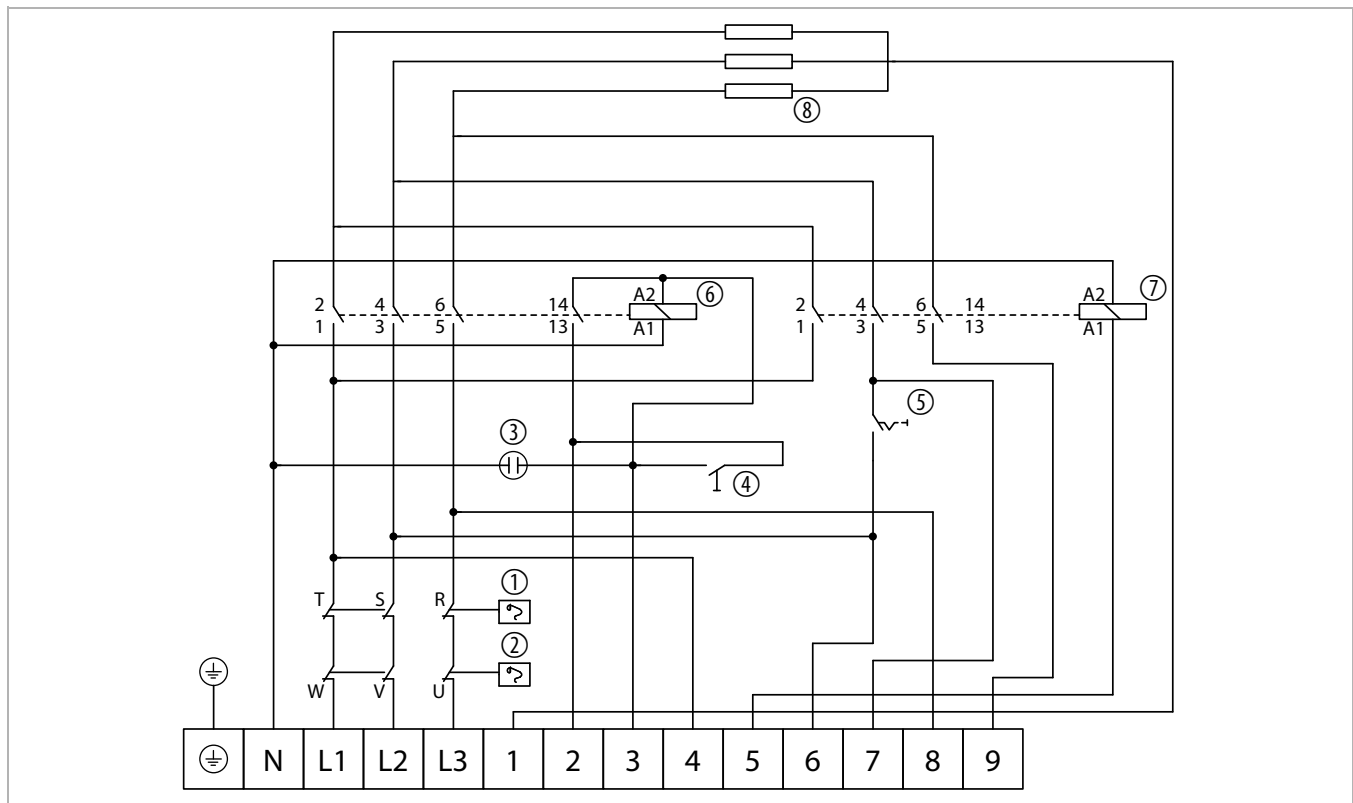 ⑧
2 4 6 14 A2 ⑥ 2 4 6 14 A2 ⑦
1 3 5 13 A1 1 3 5 13 A1
⑤
③
④
T S R ①
②
W V U
N L1 L2 L3 1 2 3 4 5 6 7 8 9